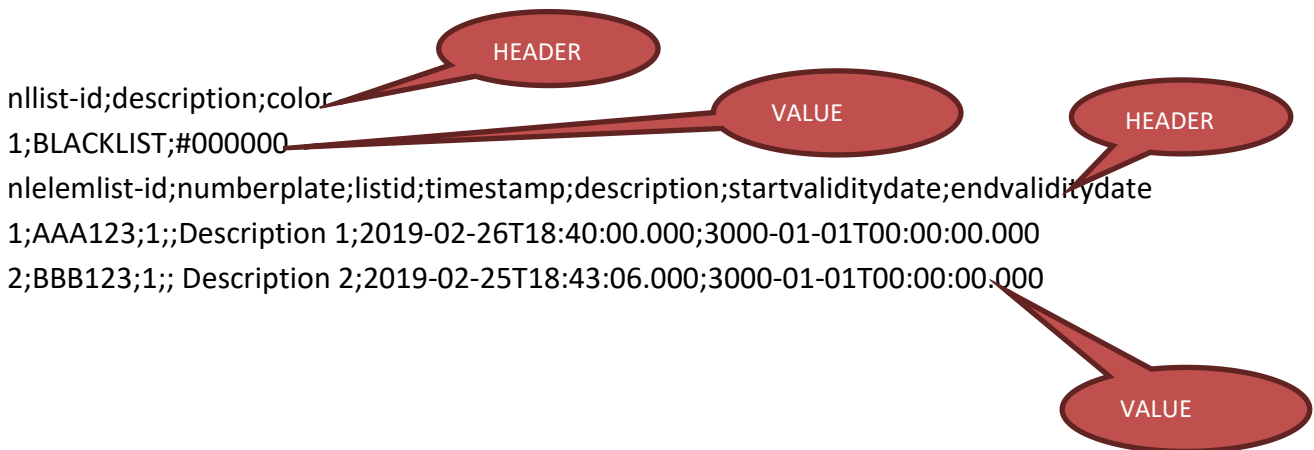 HEADER
nllist-id;description;color
VALUE
HEADER
1;BLACKLIST;#000000
nlelemlist-id;numberplate;listid;timestamp;description;startvaliditydate;endvaliditydate
1;AAA123;1;;Description 1;2019-02-26T18:40:00.000;3000-01-01T00:00:00.000
2;BBB123;1;; Description 2;2019-02-25T18:43:06.000;3000-01-01T00:00:00.000
VALUE